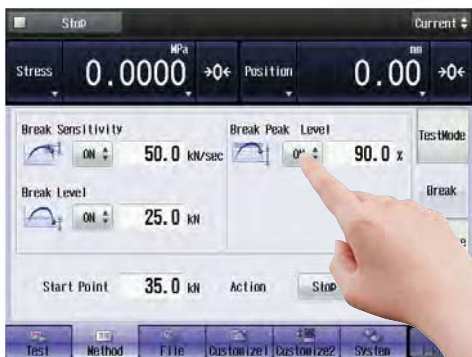 Stop Current
Stress 0.0000 MPa →0← Position 0.00 mm →0←
Break Sensitivity
ON 50.0 kN/sec
Break Peak Level
90.0 %
Break Level
ON 25.0 kN
Start Point 35.0 kN Action Stop
TestMode
Break
Test Method File Customize1 Customize2 System